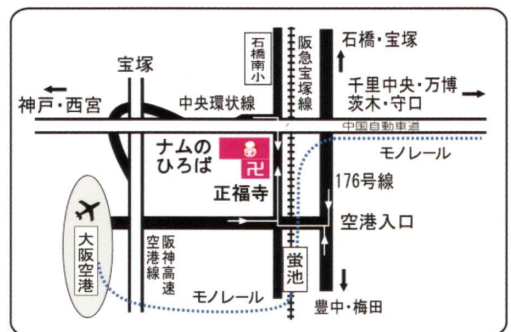 石橋南小
阪急宝塚線
石橋・宝塚
宝塚
千里中央・万博
茨木・守口
神戸・西宮
中央環状線
中国自動車道
ナムの
ひろば
卍
モノレール
正福寺
176号線
空港入口
大阪空港
阪神高速
空港線
蛍池
モノレール
豊中・梅田